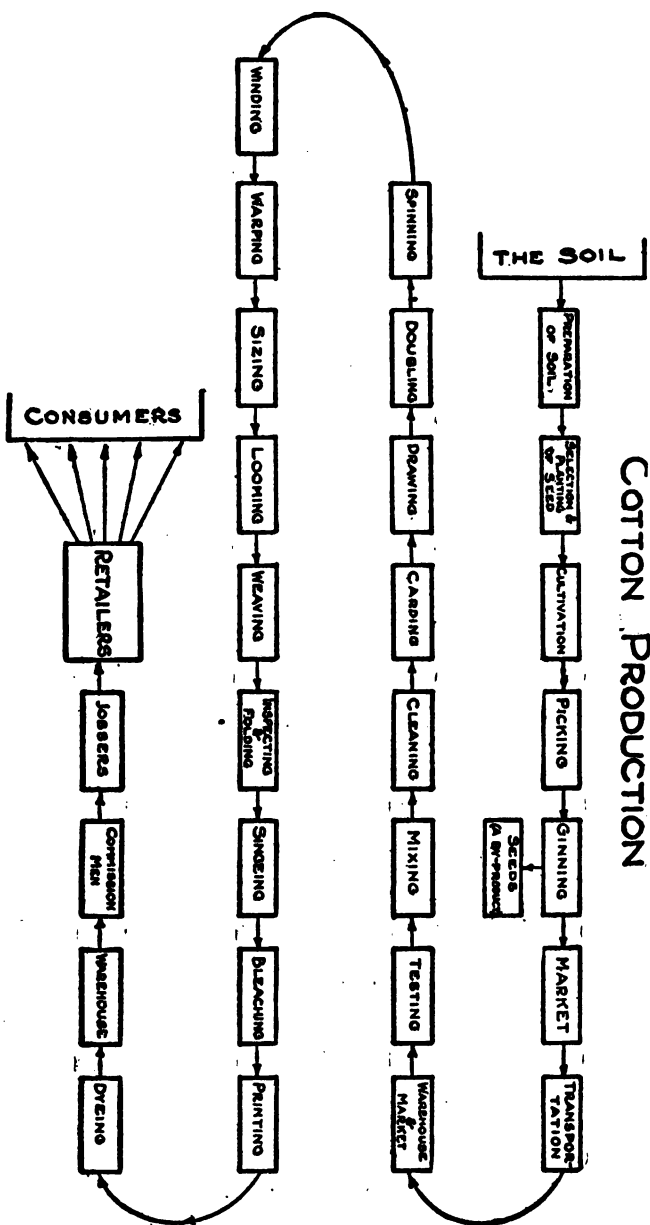 COTTON PRODUCTION
THE SOIL
PREPARATION
OF SOIL,
SELECTION &
PLANTING
OF SEED
CULTIVATION
PICKING
GINNING
SEEDS
(A BY-PRODUCT
MARKET
TRANSPOR-
TATION
WAREHOUSE
&
MARKET
TESTING
MIXING
CLEANING
CARDING
DRAWING
DOUBLING
SPINNING
WINDING
WARPING
SIZING
LOOMING
WEAVING
INSPECTING
&
FOLDING
SINGEING
BLEACHING
PRINTING
DYEING
WAREHOUSE
COMMISSION
MEN
JOBBERS
RETAILERS
CONSUMERS